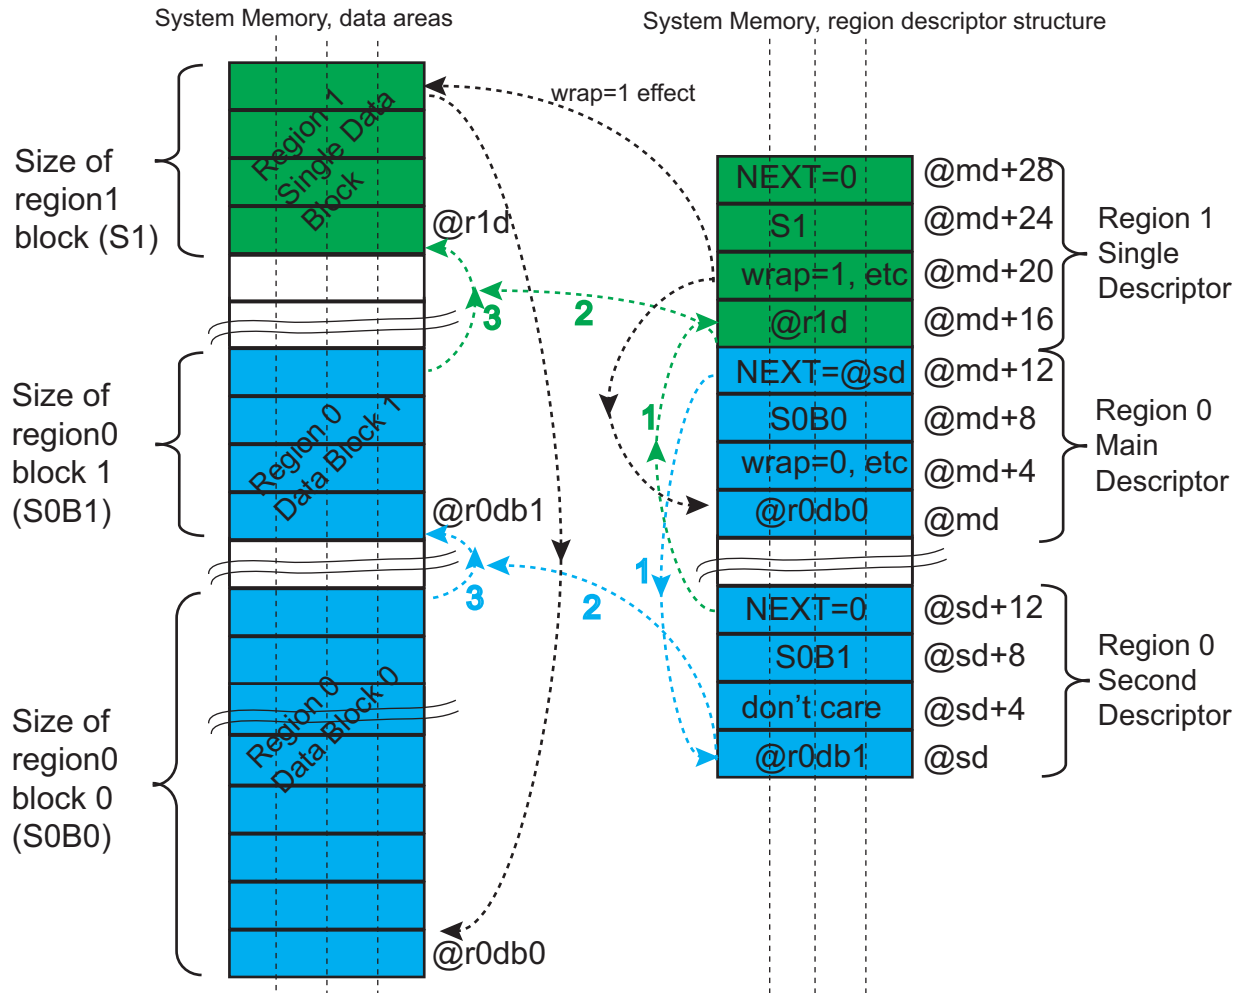 System Memory, data areas
System Memory, region descriptor structure
wrap=1 effect
Size of
region1
block (S1)
Region 1
Single Data
Block
@r1d
3
2
Size of
region0
block 1
(S0B1)
Region 0
Data Block 1
@r0db1
3
2
Size of
region0
block 0
(S0B0)
Region 0
Data Block 0
@r0db0
NEXT=0
@md+28
S1
@md+24
wrap=1, etc
@md+20
@r1d
@md+16
Region 1
Single
Descriptor
1
NEXT=@sd
@md+12
S0B0
@md+8
wrap=0, etc
@md+4
@r0db0
@md
Region 0
Main
Descriptor
1
NEXT=0
@sd+12
S0B1
@sd+8
don't care
@sd+4
@r0db1
@sd
Region 0
Second
Descriptor